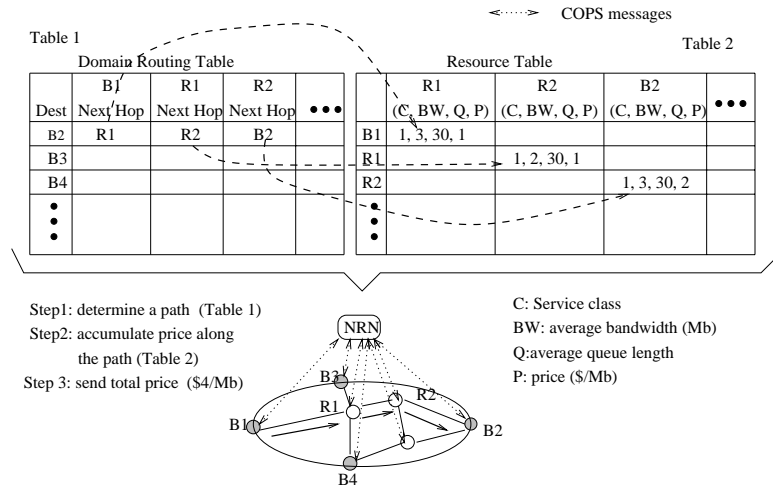 COPS messages
Table 1
Table 2
Domain Routing Table
Resource Table
B1 R1 R2
Dest Next Hop Next Hop Next Hop •••
B2 R1 R2 B2
B3
B4
R1 R2 B2
(C, BW, Q, P) (C, BW, Q, P) (C, BW, Q, P) •••
B1 1, 3, 30, 1
R1 1, 2, 30, 1
R2 1, 3, 30, 2
Step1: determine a path (Table 1)
Step2: accumulate price along
the path (Table 2)
Step 3: send total price ($4/Mb)
C: Service class
BW: average bandwidth (Mb)
Q:average queue length
P: price ($/Mb)
NRN
B3
R2
R1
B1
B2
B4